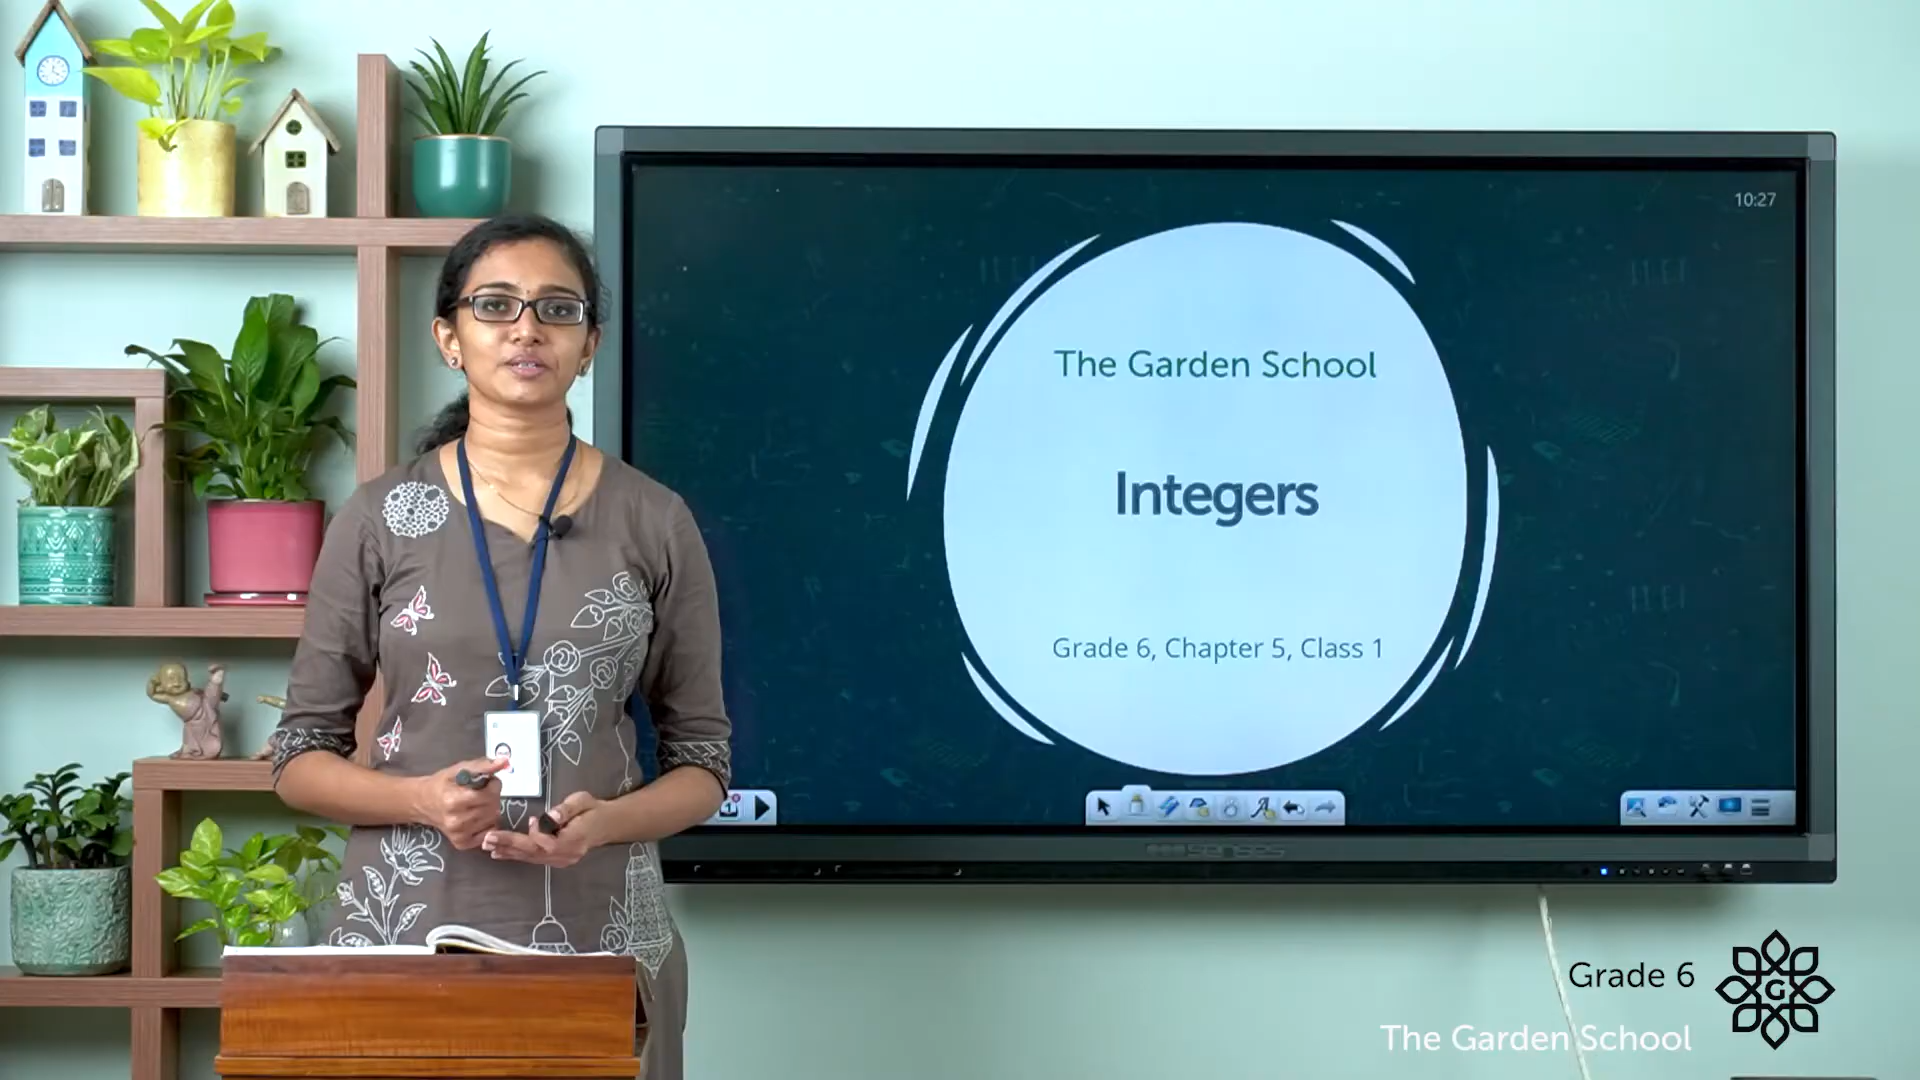 10:27
The Garden School
Integers
Grade 6, Chapter 5, Class 1
Grade 6
G
The Garden School